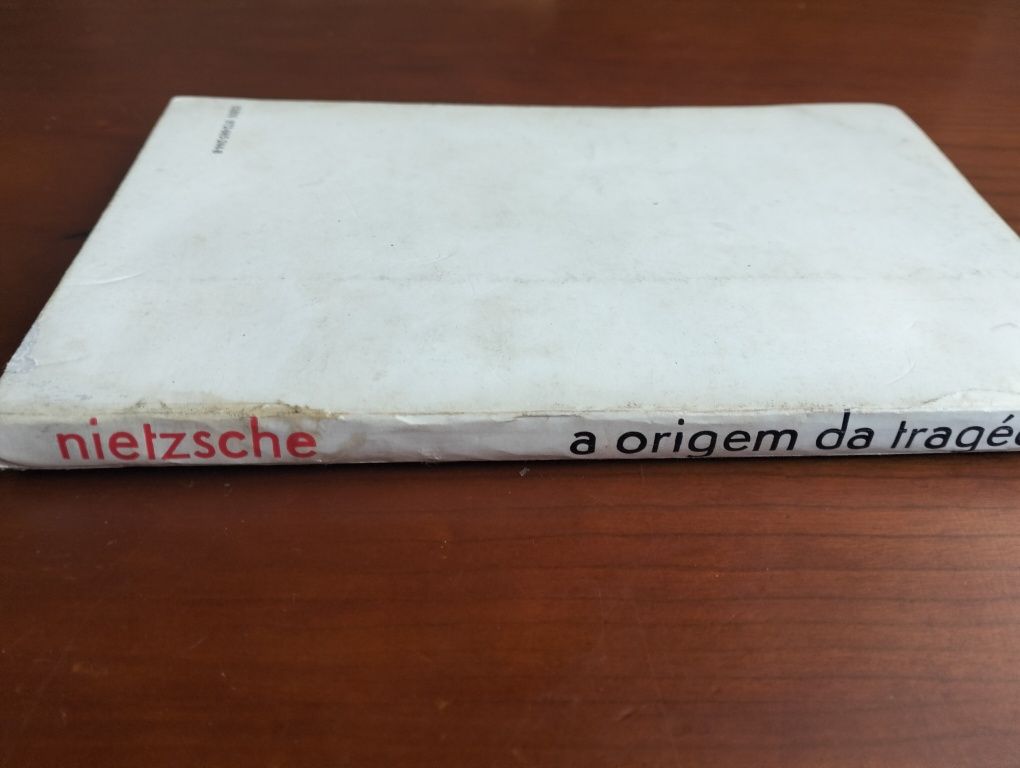 nietzsche
a origem da tragé